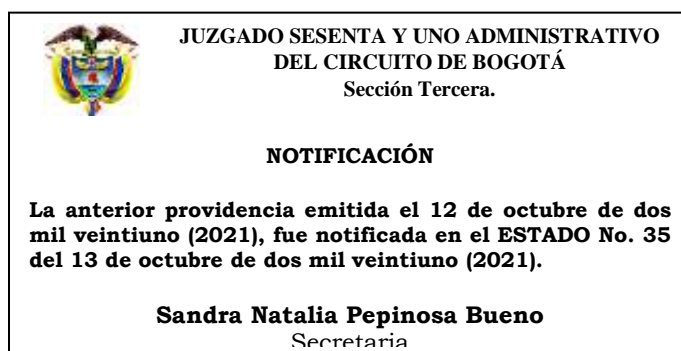 JUZGADO SESENTA Y UNO ADMINISTRATIVO
DEL CIRCUITO DE BOGOTÁ
Sección Tercera.
NOTIFICACIÓN
La anterior providencia emitida el 12 de octubre de dos
mil veintiuno (2021), fue notificada en el ESTADO No. 35
del 13 de octubre de dos mil veintiuno (2021).
Sandra Natalia Pepinosa Bueno
Secretaria